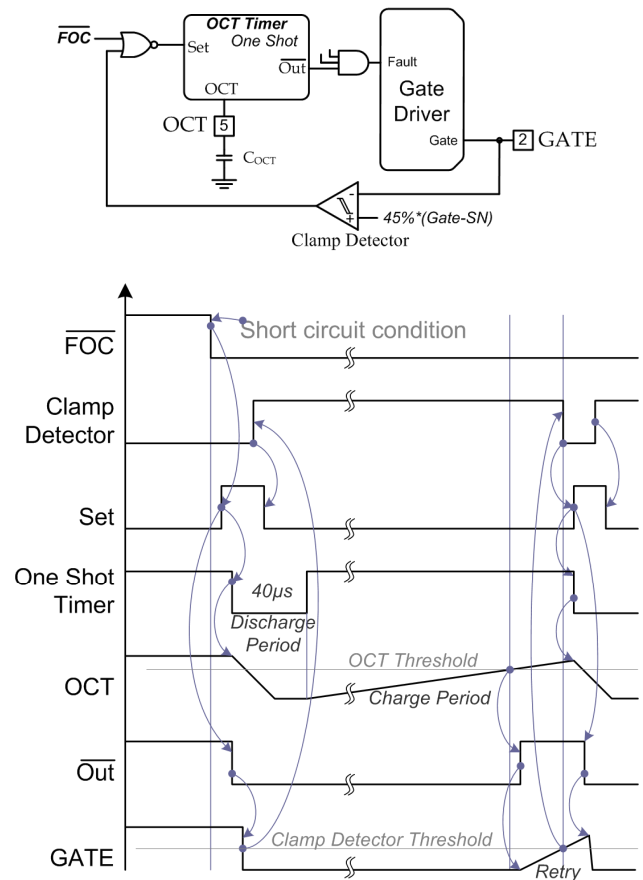 FOC
OCT Timer
One Shot
Set
Out
OCT
OCT 5
COCT
Fault
Gate
Driver
Gate
2 GATE
45%*(Gate-SN)
-
+
Clamp Detector
FOC
Short circuit condition
Clamp
Detector
Set
One Shot
Timer
40µs
Discharge
Period
OCT
OCT Threshold
Charge Period
Out
GATE
Clamp Detector Threshold
Retry